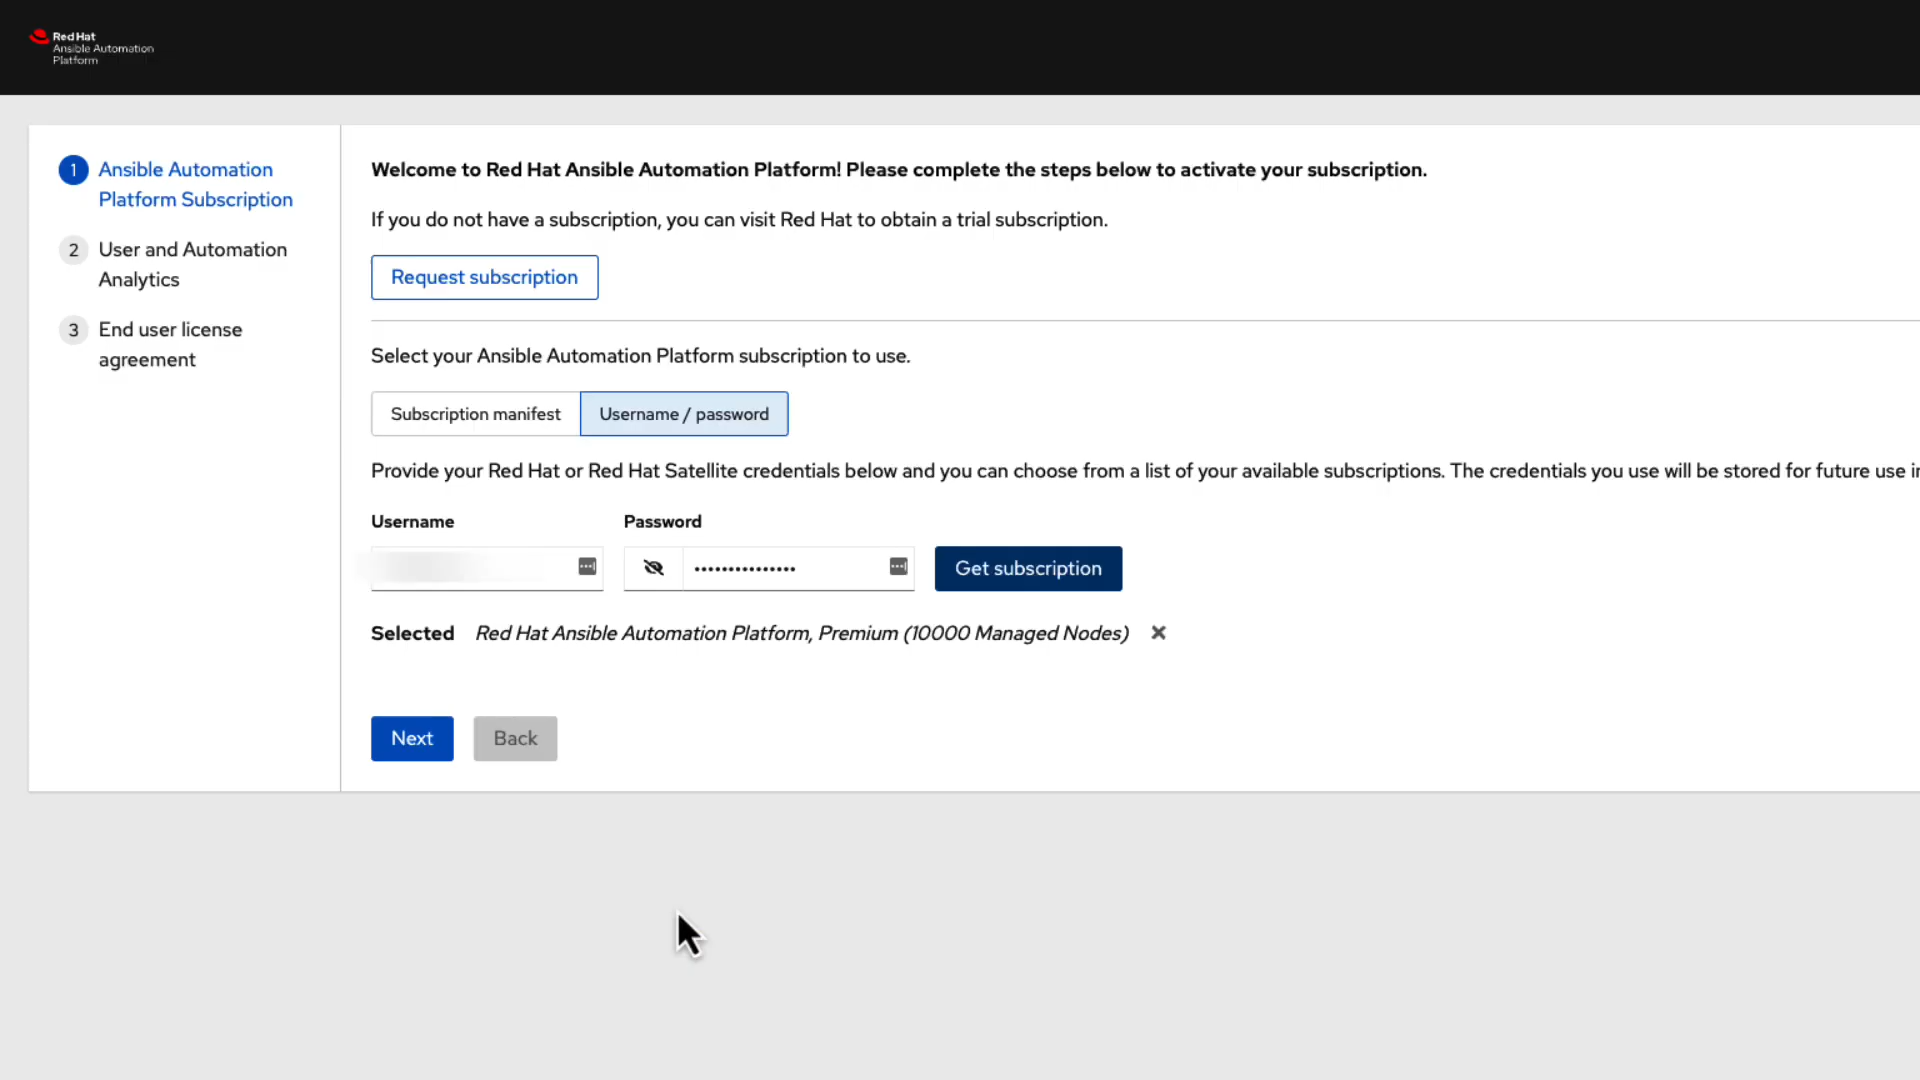 Red Hat
Ansible Automation
Platform
1 Ansible Automation
Platform Subscription
2 User and Automation
Analytics
3 End user license
agreement
Welcome to Red Hat Ansible Automation Platform! Please complete the steps below to activate your subscription.
If you do not have a subscription, you can visit Red Hat to obtain a trial subscription.
Request subscription
Select your Ansible Automation Platform subscription to use.
Subscription manifest Username / password
Provide your Red Hat or Red Hat Satellite credentials below and you can choose from a list of your available subscriptions. The credentials you use will be stored for future use
Username Password
••••••••••••••• Get subscription
Selected Red Hat Ansible Automation Platform, Premium (10000 Managed Nodes)
Next Back